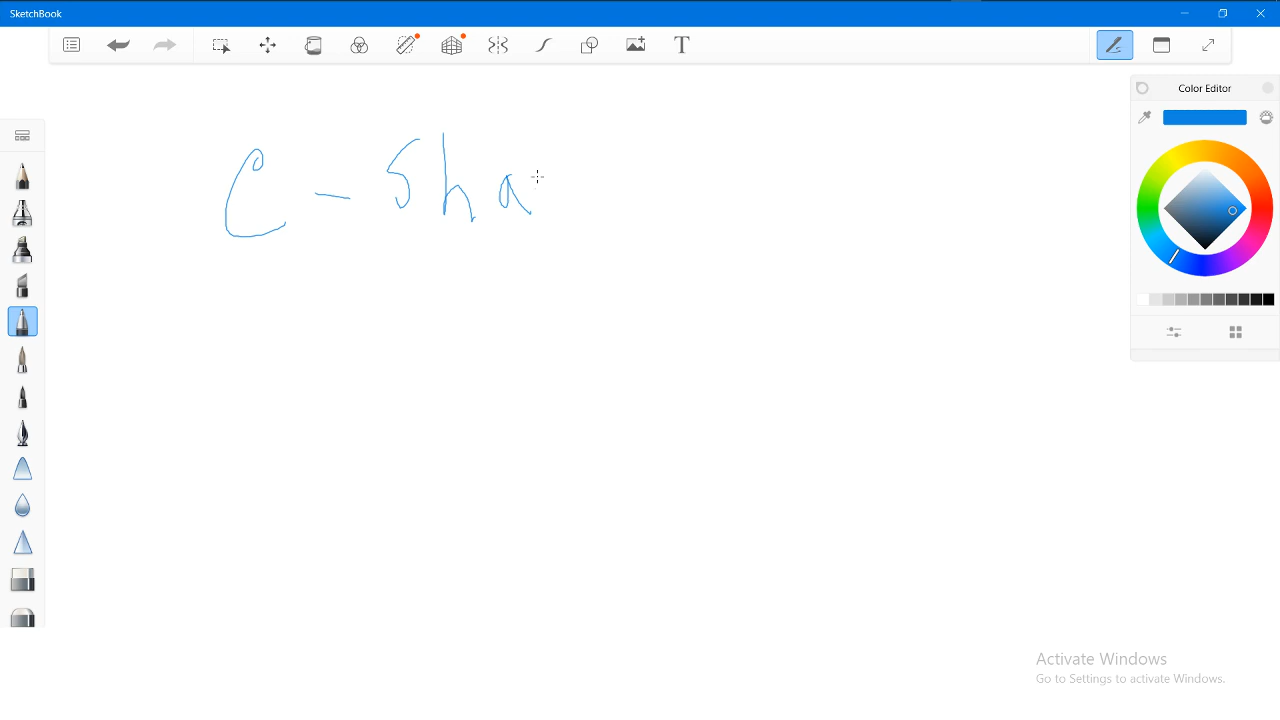 SketchBook
T
Color Editor
C - Sha
Activate Windows
Go to Settings to activate Windows.